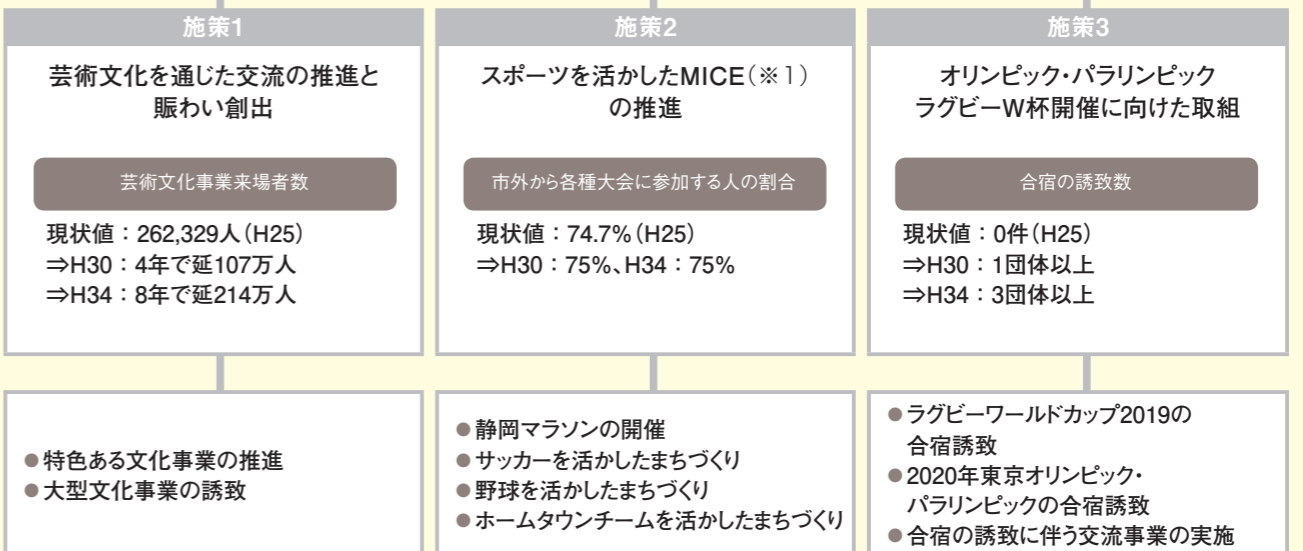 施策1
芸術文化を通じた交流の推進と
賑わい創出
芸術文化事業来場者数
現状値：262,329人（H25）
⇒H30：4年で延107万人
⇒H34：8年で延214万人
●特色ある文化事業の推進
●大型文化事業の誘致
施策2
スポーツを活かしたMICE（※1）
の推進
市外から各種大会に参加する人の割合
現状値：74.7%（H25）
⇒H30：75%、H34：75%
●静岡マラソンの開催
●サッカーを活かしたまちづくり
●野球を活かしたまちづくり
●ホームタウンチームを活かしたまちづくり
施策3
オリンピック・パラリンピック
ラグビーW杯開催に向けた取組
合宿の誘致数
現状値：0件（H25）
⇒H30：1団体以上
⇒H34：3団体以上
●ラグビーワールドカップ2019の
合宿誘致
●2020年東京オリンピック・
パラリンピックの合宿誘致
●合宿の誘致に伴う交流事業の実施